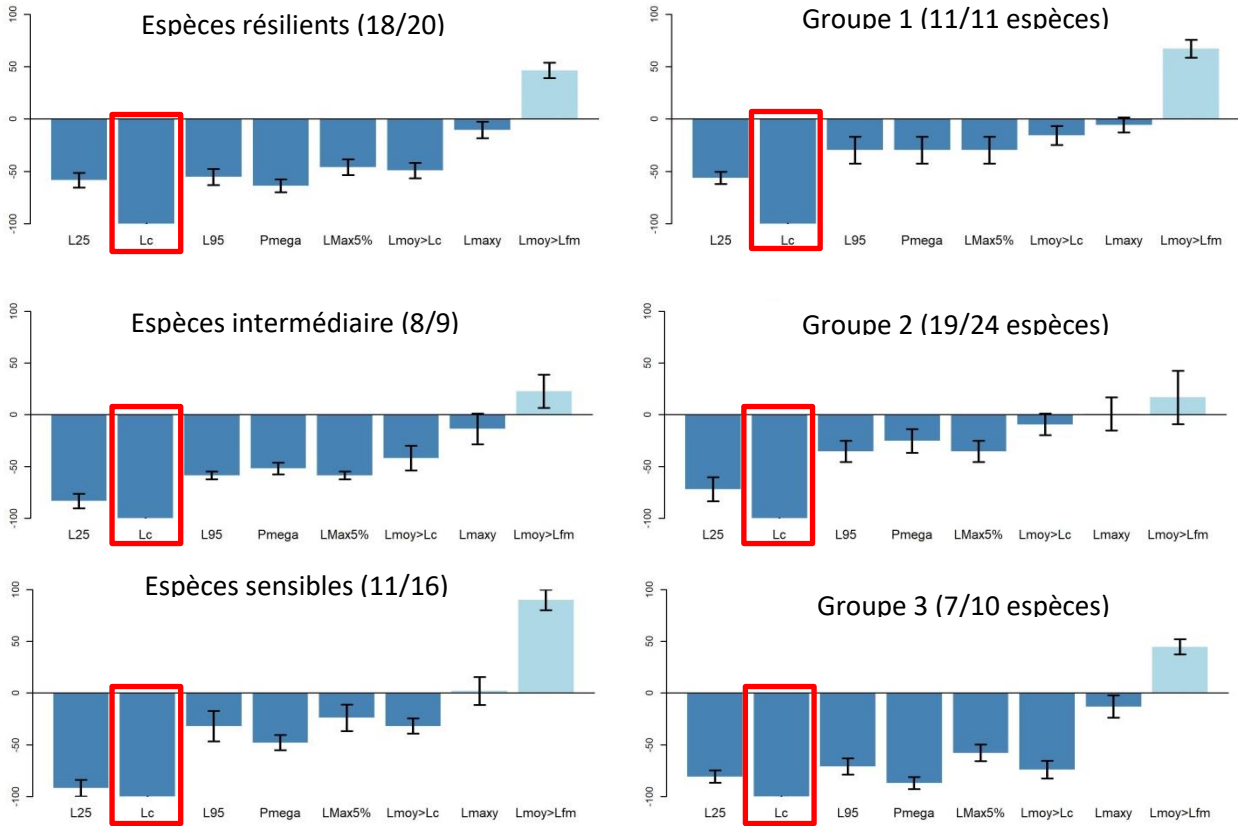 Espèces résilients (18/20)
100
50
0
-50
-100
L25 Lc L95 Pmega LMax5% Lmoy>Lc Lmaxy Lmoy>Lfm
Groupe 1 (11/11 espèces)
100
50
0
-50
-100
L25 Lc L95 Pmega LMax5% Lmoy>Lc Lmaxy Lmoy>Lfm
Espèces intermédiaire (8/9)
100
50
0
-50
-100
L25 Lc L95 Pmega LMax5% Lmoy>Lc Lmaxy Lmoy>Lfm
Groupe 2 (19/24 espèces)
100
50
0
-50
-100
L25 Lc L95 Pmega LMax5% Lmoy>Lc Lmaxy Lmoy>Lfm
Espèces sensibles (11/16)
100
50
0
-50
-100
L25 Lc L95 Pmega LMax5% Lmoy>Lc Lmaxy Lmoy>Lfm
Groupe 3 (7/10 espèces)
100
50
0
-50
-100
L25 Lc L95 Pmega LMax5% Lmoy>Lc Lmaxy Lmoy>Lfm